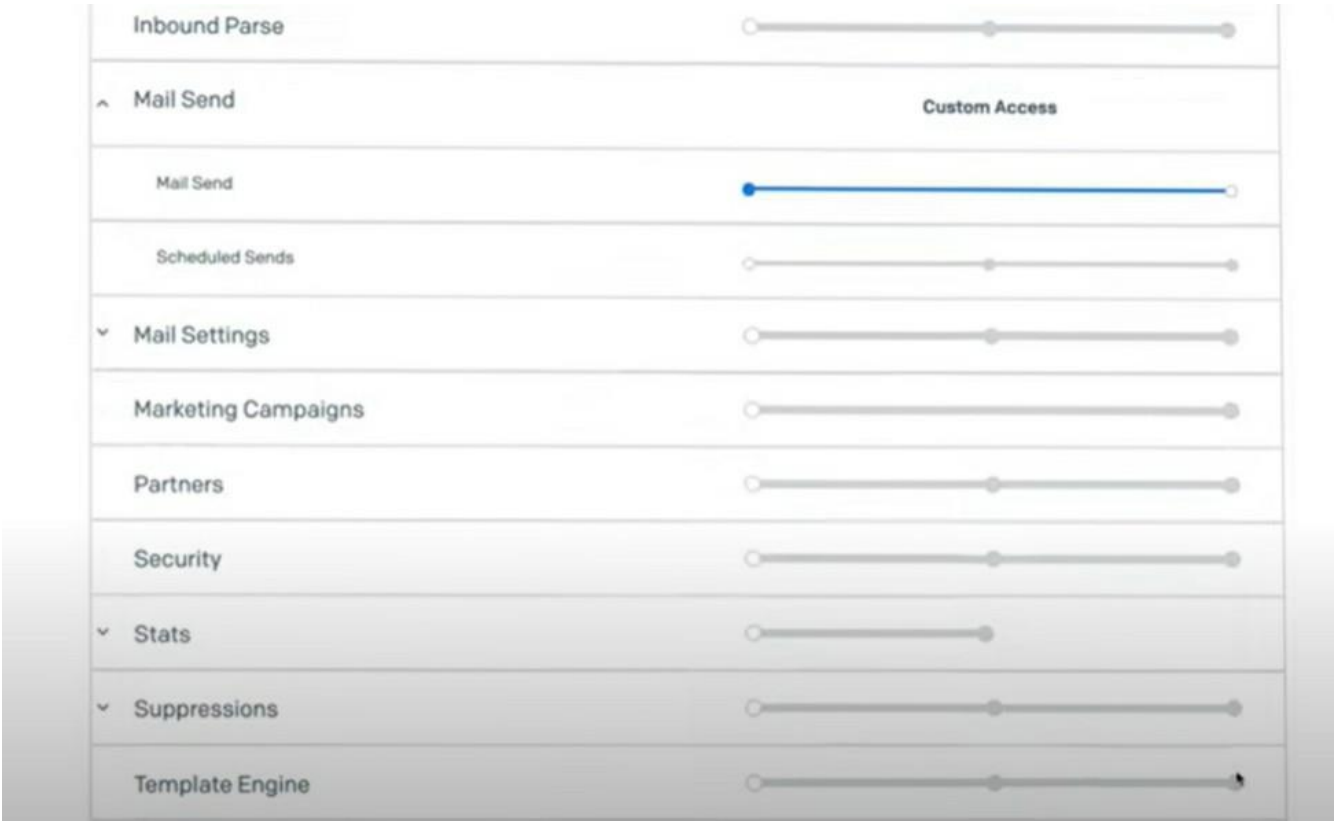 Inbound Parse
Mail Send
Custom Access
Mail Send
Scheduled Sends
Mail Settings
Marketing Campaigns
Partners
Security
Stats
Suppressions
Template Engine